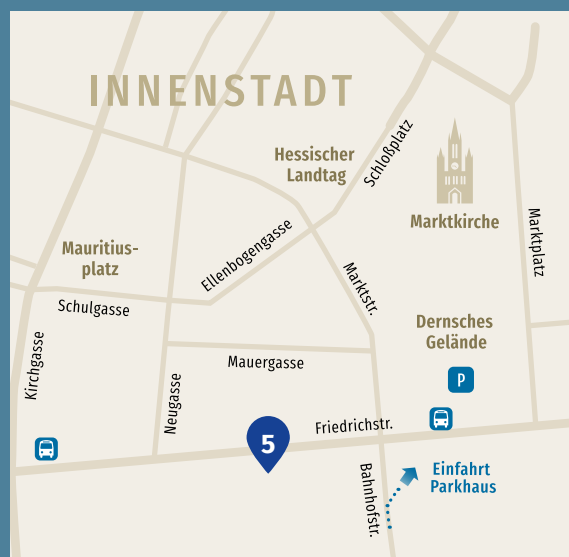 INNENSTADT
Hessischer
Landtag
Schloßplatz
Marktkirche
Marktplatz
Mauritius-
platz
Ellenbogengasse
Marktstr.
Schulgasse
Dernsches
Gelände
Kirchgasse
Mauergasse
Neugasse
P
Friedrichstr.
5
Bahnhofstr.
Einfahrt
Parkhaus